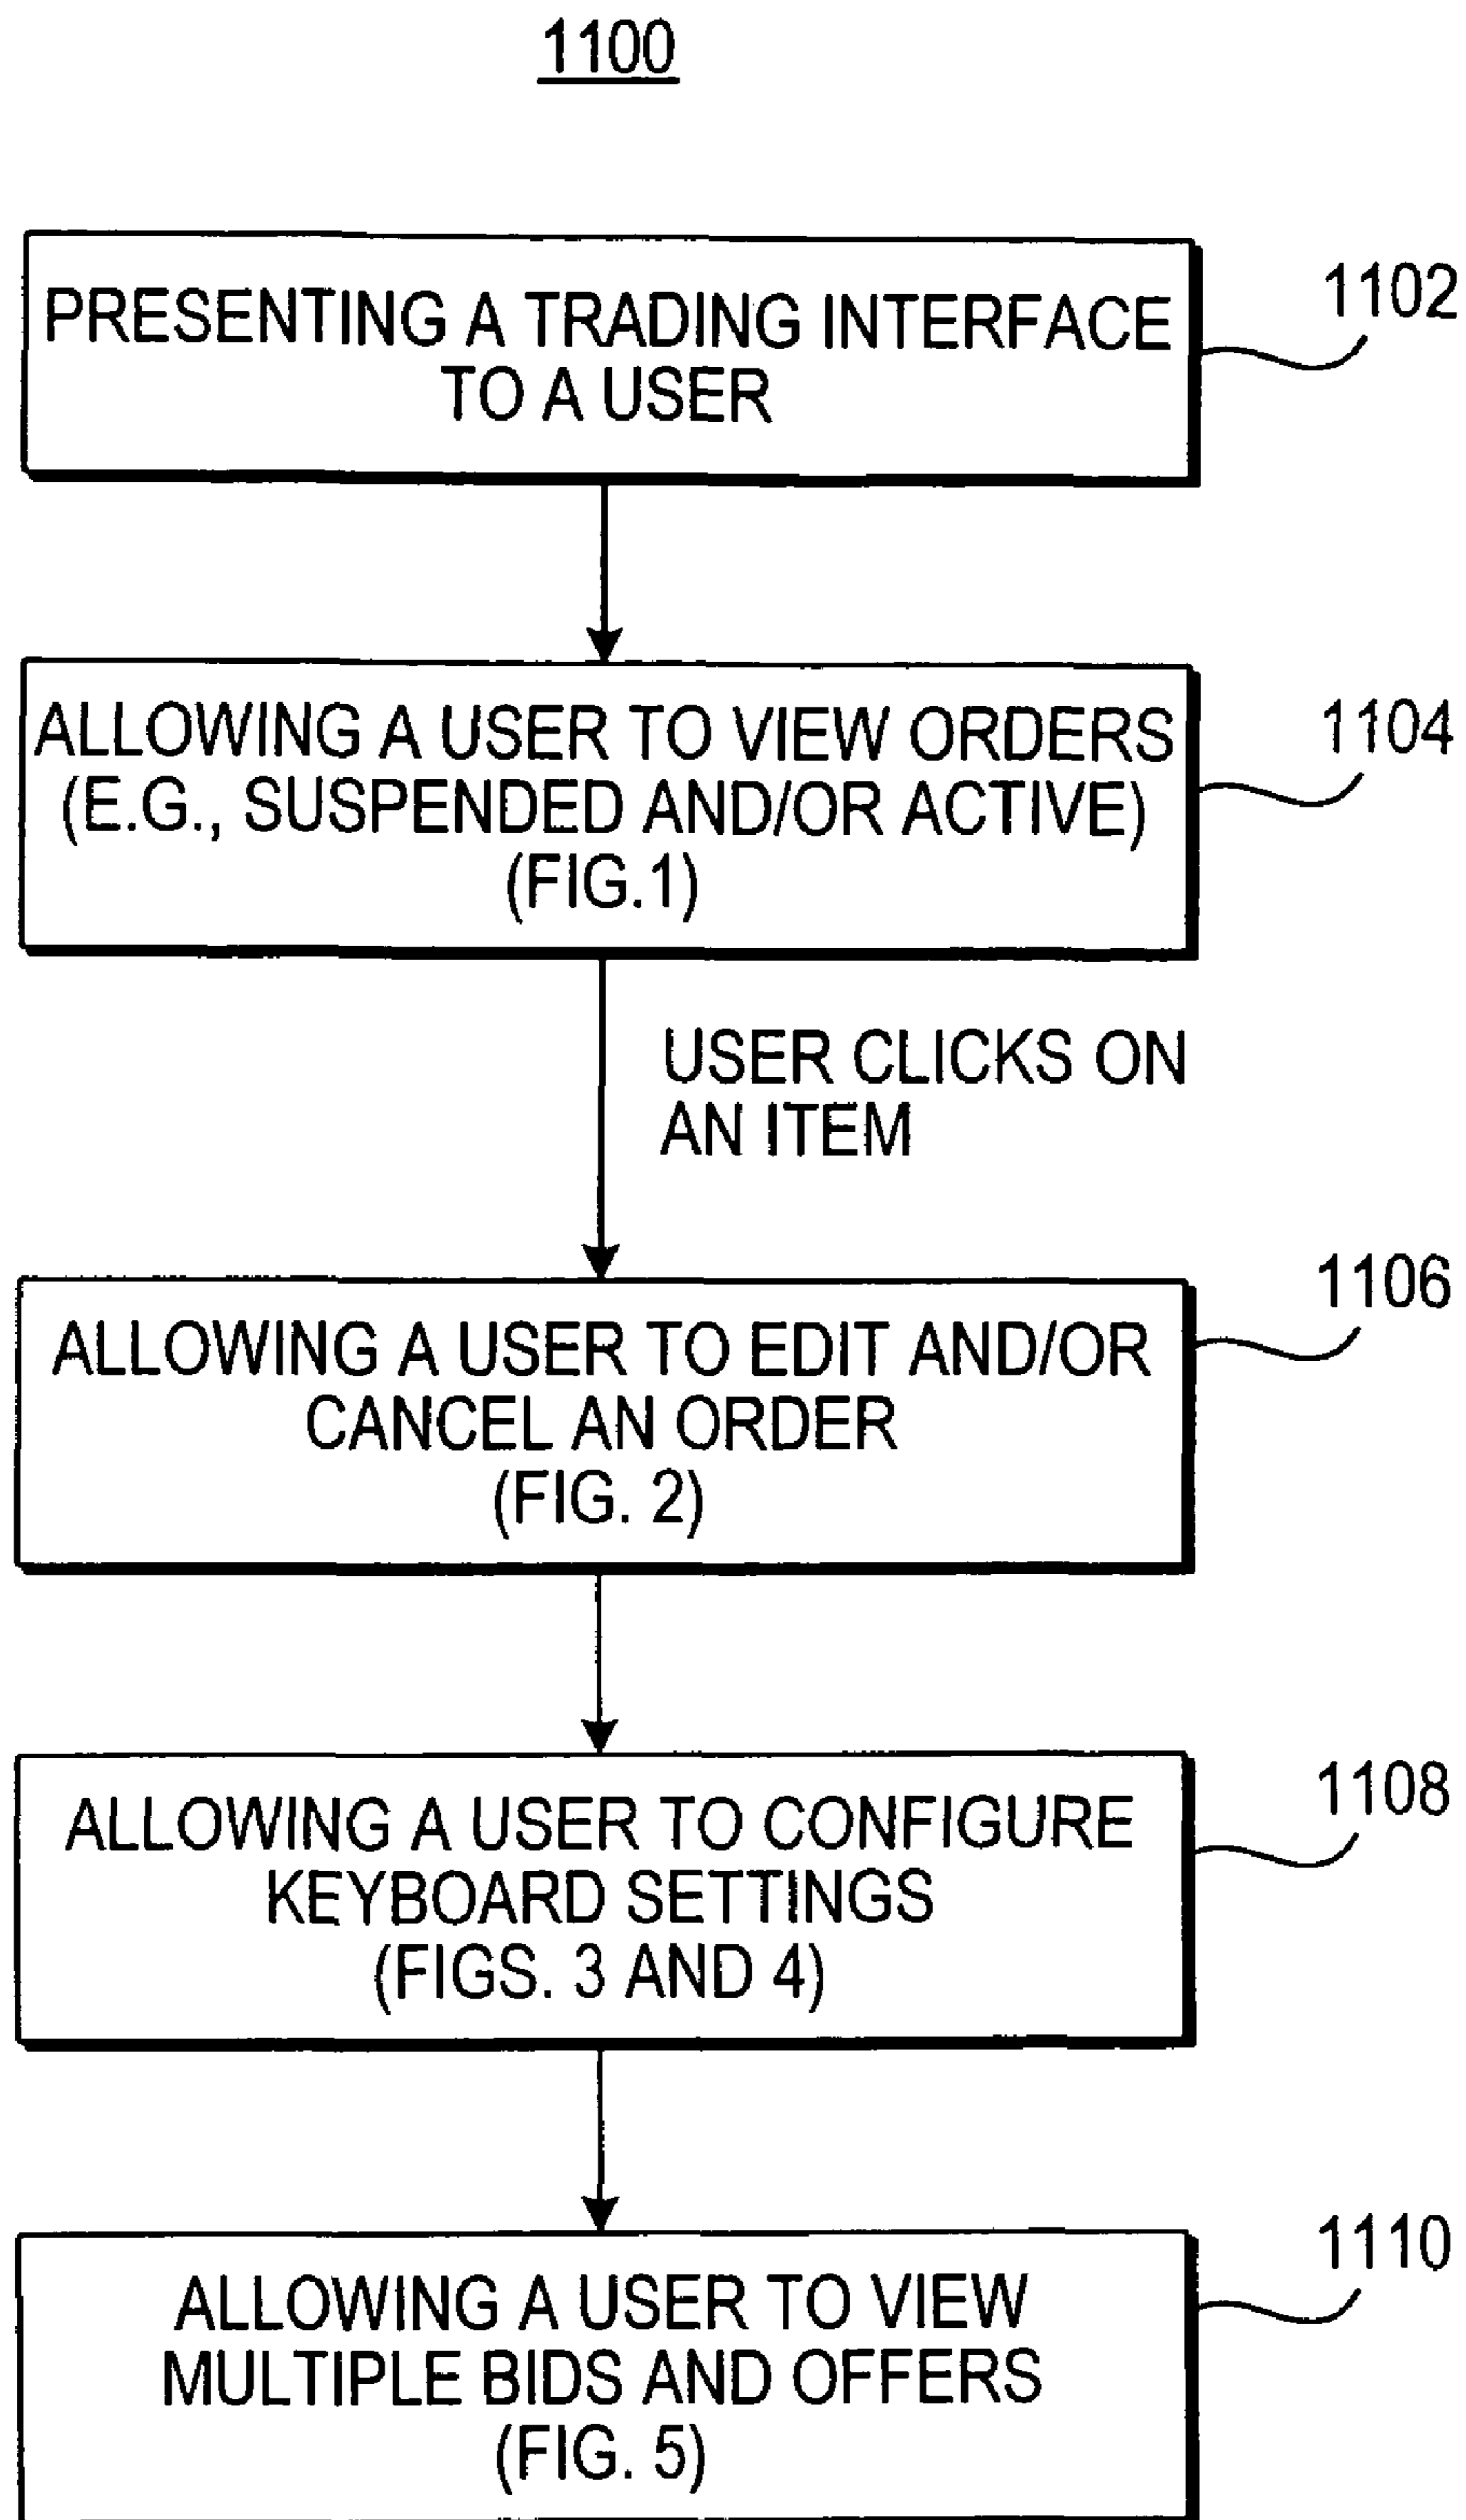 1100
PRESENTING A TRADING INTERFACE
TO A USER
1102
ALLOWING A USER TO VIEW ORDERS
(E.G., SUSPENDED AND/OR ACTIVE)
(FIG.1)
1104
USER CLICKS ON
AN ITEM
1106
ALLOWING A USER TO EDIT AND/OR
CANCEL AN ORDER
(FIG. 2)
1108
ALLOWING A USER TO CONFIGURE
KEYBOARD SETTINGS
(FIGS. 3 AND 4)
1110
ALLOWING A USER TO VIEW
MULTIPLE BIDS AND OFFERS
(FIG. 5)